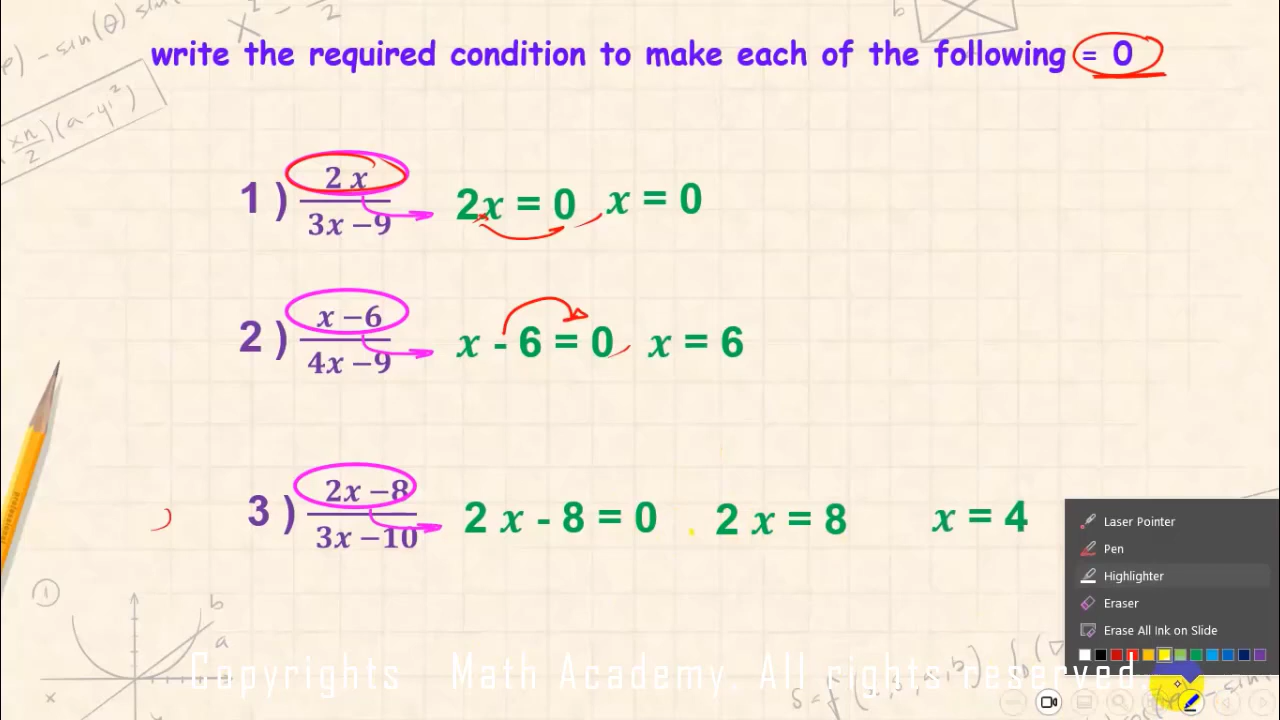 write the required condition to make each of the following = 0
1 ) 2 x / 3x −9 2x = 0 , x = 0
2 ) x −6 / 4x −9 x - 6 = 0 , x = 6
3 ) 2x −8 / 3x −10 2 x - 8 = 0 2 x = 8 x = 4
Laser Pointer
Pen
Highlighter
Eraser
Erase All Ink on Slide
Copyrights. Math Academy. All rights reserved.